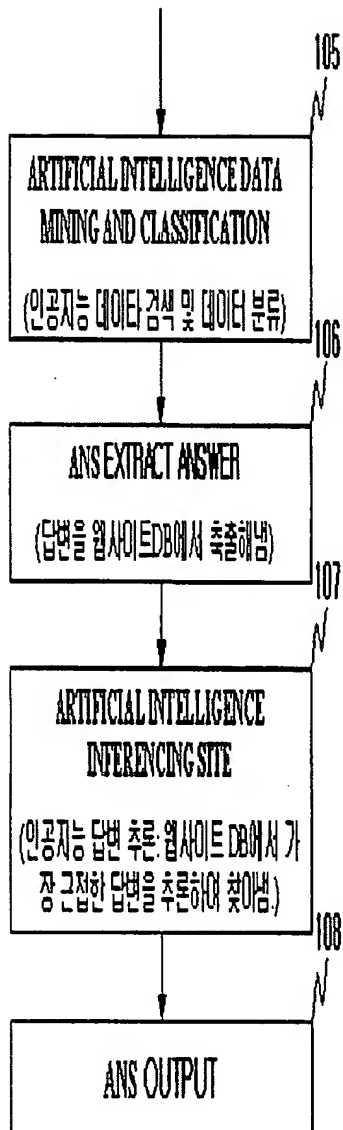 105
ARTIFICIAL INTELLIGENCE DATA
MINING AND CLASSIFICATION
(인공지능 데이타 검색 및 데이터 분류)
106
ANS EXTRACT ANSWER
(답변을 웹사이트DB에서 축출해냄)
107
ARTIFICIAL INTELLIGENCE
INFERENCING SITE
(인공지능 답변 추론: 웹사이트 DB에서 가
장 근접한 답변을 추론하여 찾아냄.)
108
ANS OUTPUT